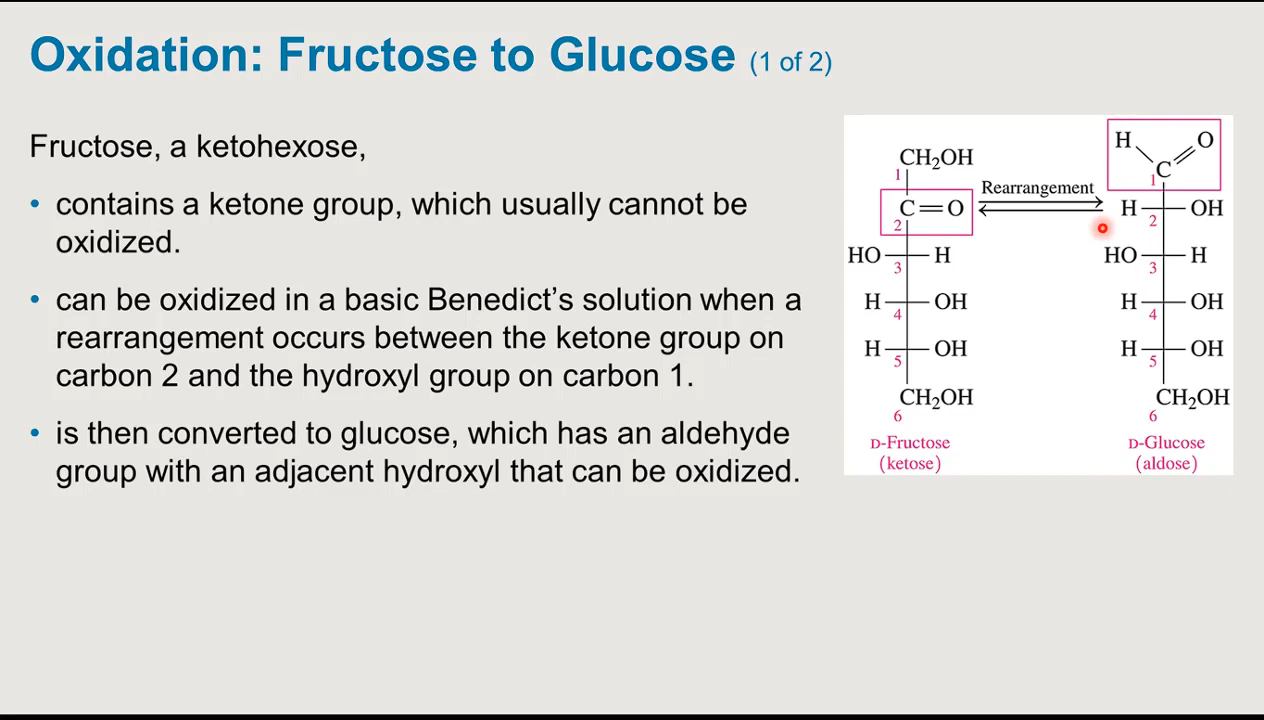 Oxidation: Fructose to Glucose (1 of 2)
Fructose, a ketohexose,
• contains a ketone group, which usually cannot be
oxidized.
• can be oxidized in a basic Benedict’s solution when a
rearrangement occurs between the ketone group on
carbon 2 and the hydroxyl group on carbon 1.
• is then converted to glucose, which has an aldehyde
group with an adjacent hydroxyl that can be oxidized.
CH₂OH
1
C=O
2
HO H
3
H OH
4
H OH
5
CH₂OH
6
D-Fructose
(ketose)
Rearrangement
H O
C
1
H OH
2
HO H
3
H OH
4
H OH
5
CH₂OH
6
D-Glucose
(aldose)